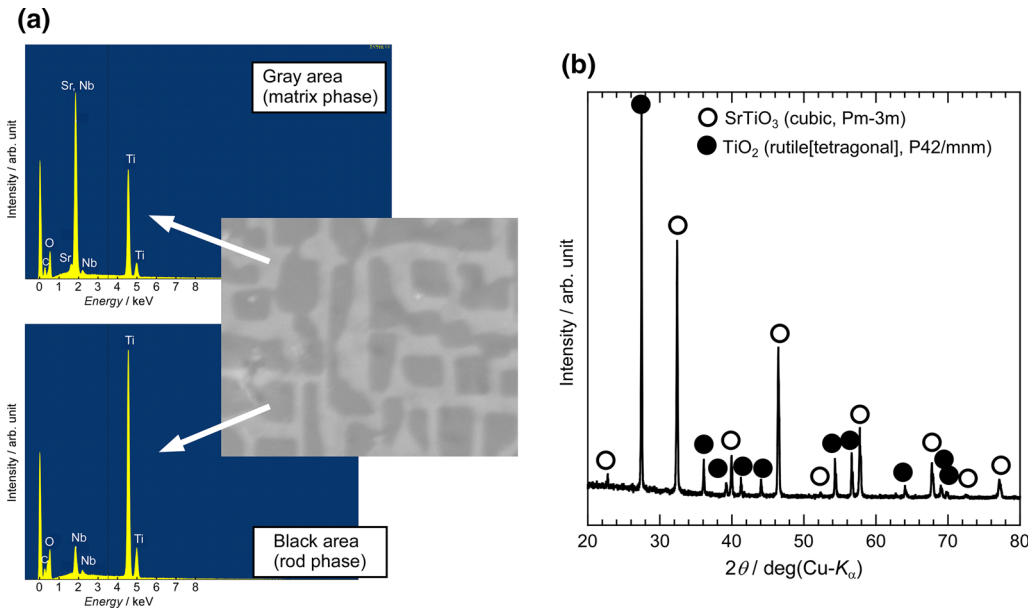 (a)
Gray area
(matrix phase)
Sr, Nb
Ti
O
C
Sr
Nb
Ti
Intensity / arb. unit
0 1 2 3 4 5 6 7 8
Energy / keV
Ti
O
C
Nb
Nb
Ti
Intensity / arb. unit
0 1 2 3 4 5 6 7 8
Energy / keV
Black area
(rod phase)
(b)
SrTiO₃ (cubic, Pm-3m)
TiO₂ (rutile[tetragonal], P42/mnm)
Intensity / arb. unit
20 30 40 50 60 70 80
2θ / deg(Cu-Kα)